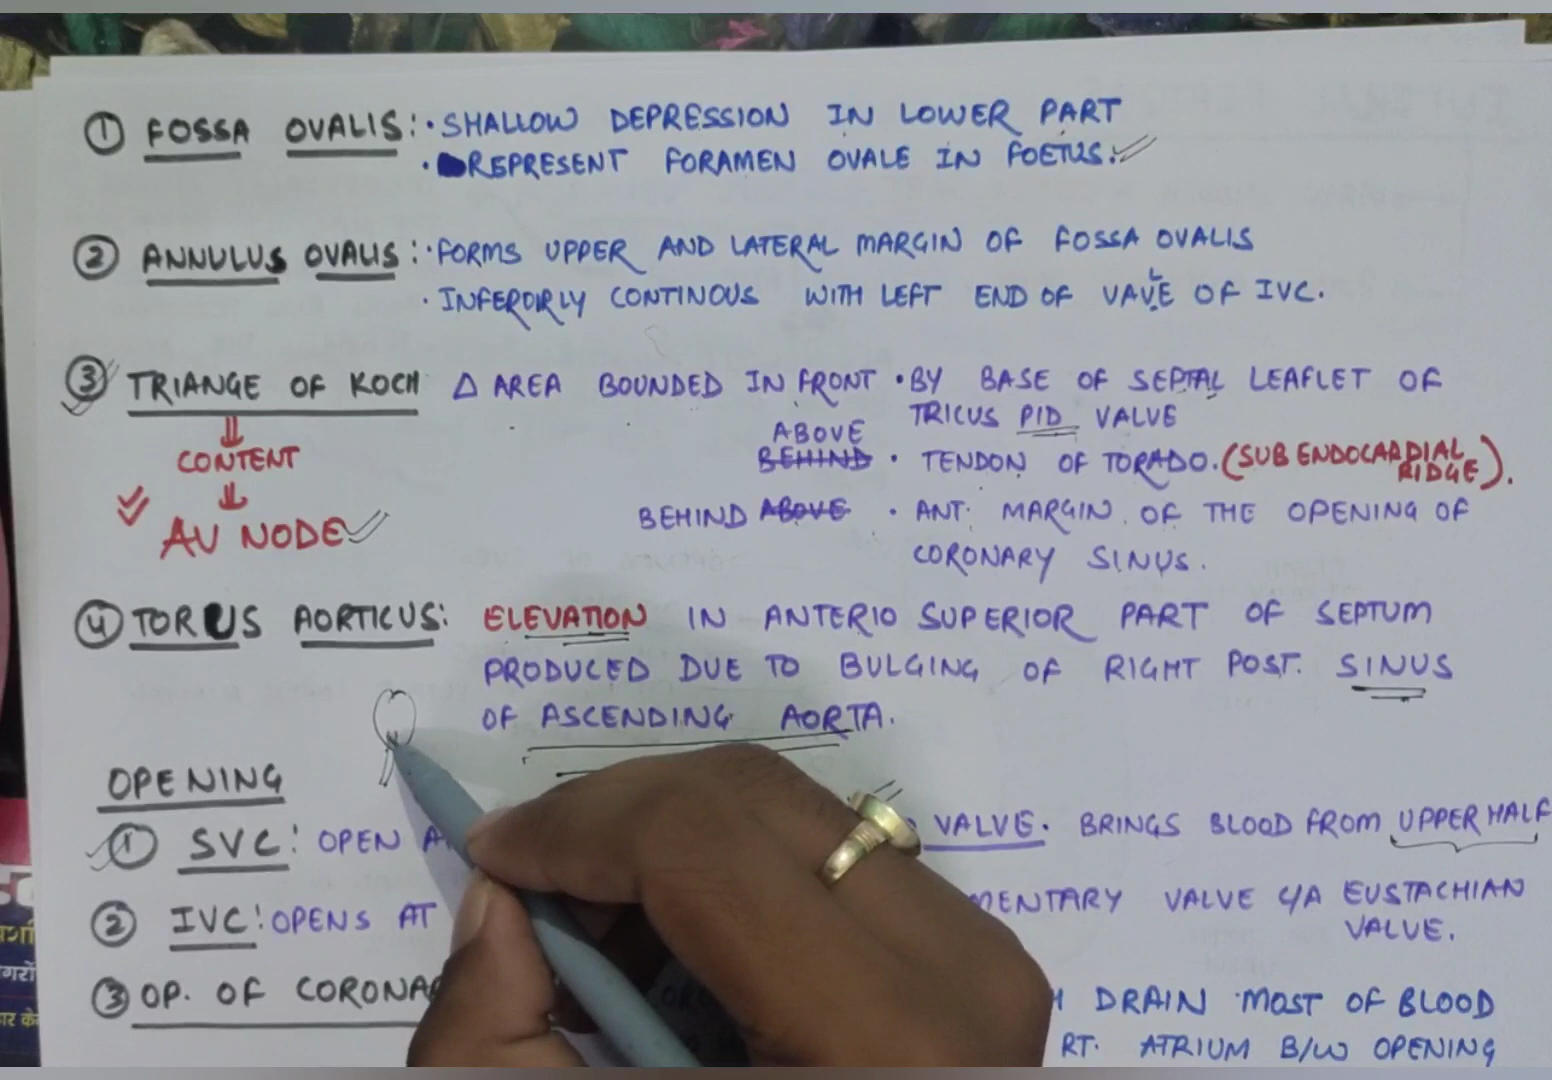 ① FOSSA OVALIS: · SHALLOW DEPRESSION IN LOWER PART
· REPRESENT FORAMEN OVALE IN FOETUS.
② ANNULUS OVALIS: · FORMS UPPER AND LATERAL MARGIN OF FOSSA OVALIS
· INFEROIRLY CONTINOUS WITH LEFT END OF VAVLE OF IVC.
③ TRIANGE OF KOCH Δ AREA BOUNDED IN FRONT · BY BASE OF SEPTAL LEAFLET OF
TRICUS PID VALVE
⇓
CONTENT
⇓
AV NODE
ABOVE
BEHIND · TENDON OF TORADO. (SUB ENDOCARDIAL RIDGE).
BEHIND ABOVE · ANT. MARGIN OF THE OPENING OF
CORONARY SINUS.
④ TORUS AORTICUS: ELEVATION IN ANTERIO SUPERIOR PART OF SEPTUM
PRODUCED DUE TO BULGING OF RIGHT POST. SINUS
OF ASCENDING AORTA.
OPENING
① SVC: OPEN VALVE. BRINGS BLOOD FROM UPPER HALF
② IVC: OPENS AT MENTARY VALVE C/A EUSTACHIAN
VALVE.
③ OP. OF CORONA DRAIN MOST OF BLOOD
RT. ATRIUM B/W OPENING